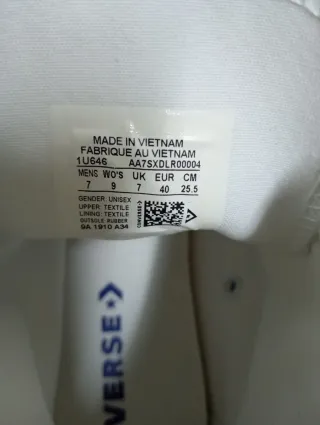 MADE IN VIETNAM
FABRIQUE AU VIETNAM
1U646 AA7SXDLR00004
MENS WO'S UK EUR CM
7 9 7 40 25.5
GENDER: UNISEX
UPPER: TEXTILE
LINING: TEXTILE
OUTSOLE: RUBBER
9A 1910 A34
CONVERSE
VERSE